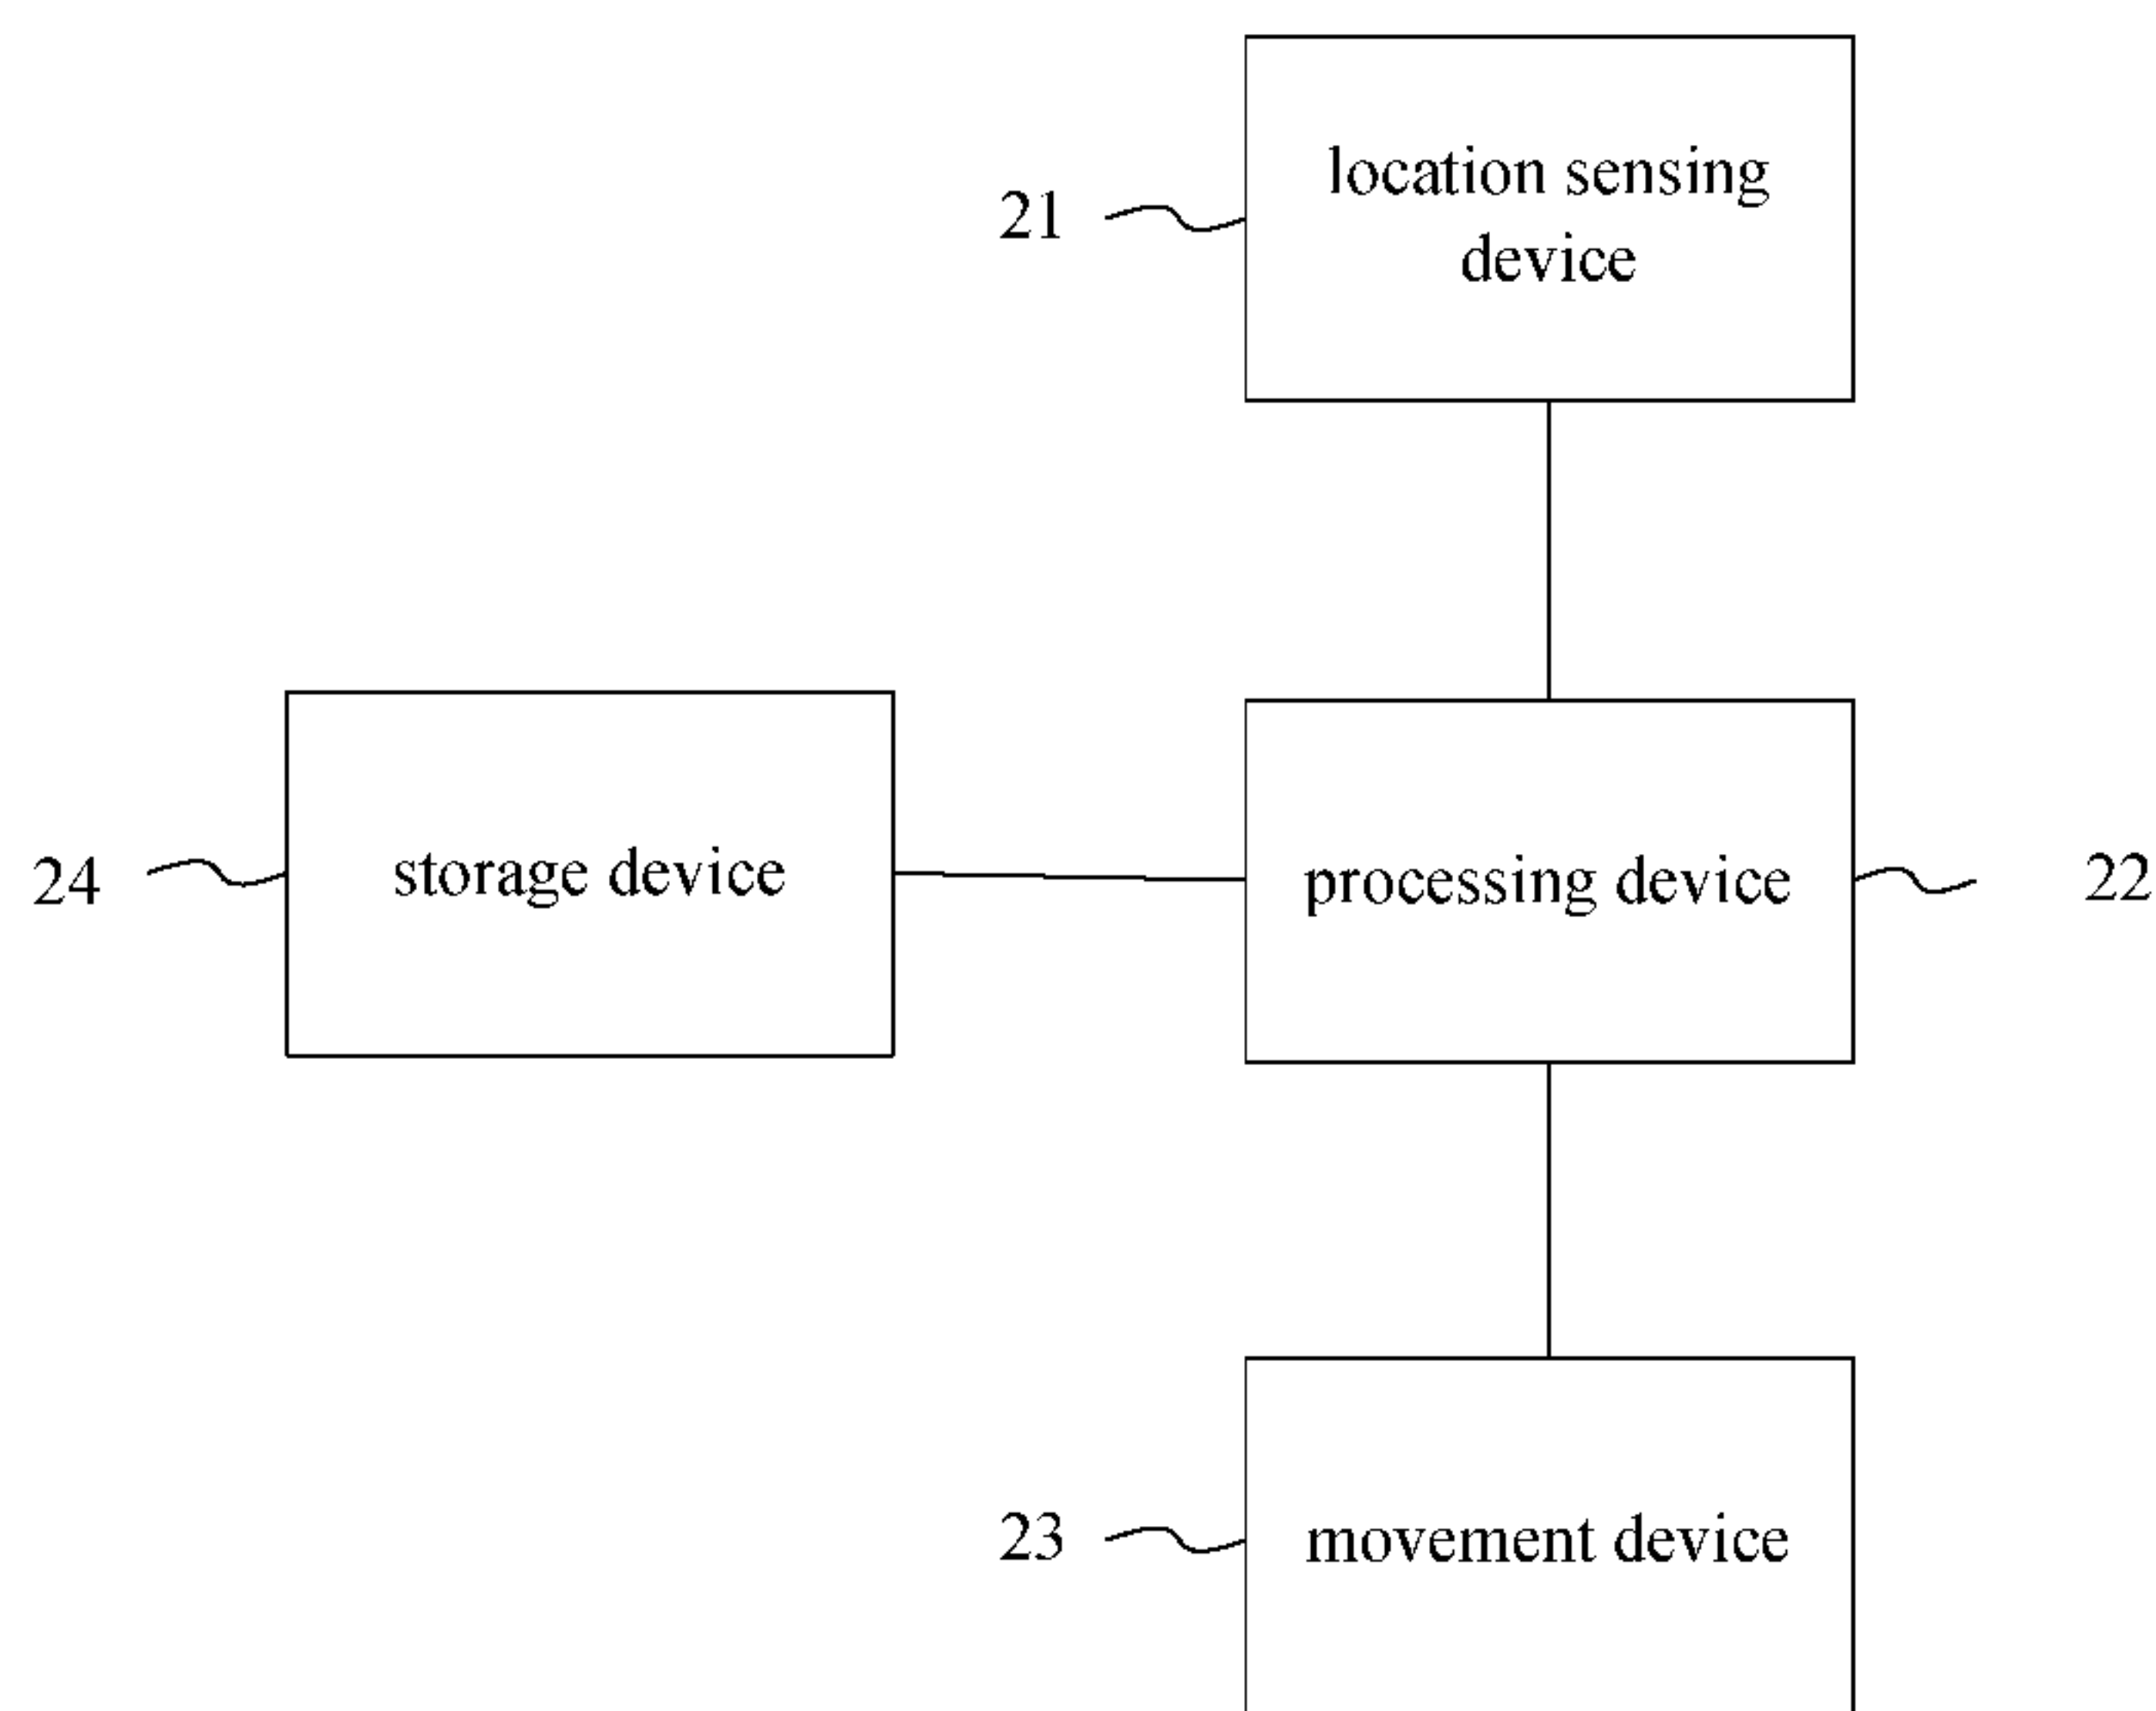 21
location sensing
device
24
storage device
processing device
22
23
movement device